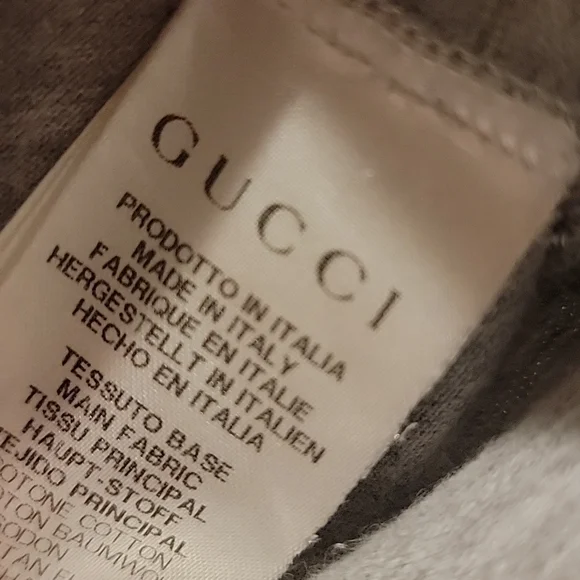 GUCCI
PRODOTTO IN ITALIA
MADE IN ITALY
FABRIQUE EN ITALIE
HERGESTELLT IN ITALIEN
HECHO EN ITALIA
TESSUTO BASE
MAIN FABRIC
TISSU PRINCIPAL
HAUPT-STOFF
TEJIDO PRINCIPAL
COTONE COTTON